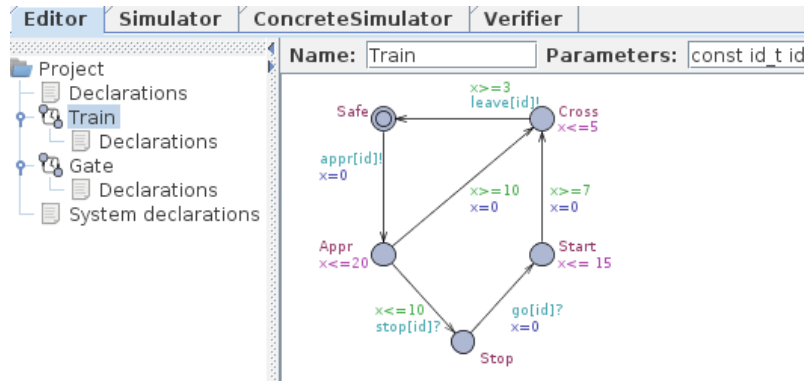 Editor Simulator ConcreteSimulator Verifier
Name: Train Parameters: const id_t id
Project
Declarations
Train
Declarations
Gate
Declarations
System declarations
x>=3
leave[id]!
Safe
Cross
x<=5
appr[id]!
x=0
x>=10
x=0
x>=7
x=0
Appr
x<=20
Start
x<= 15
x<=10
stop[id]?
go[id]?
x=0
Stop